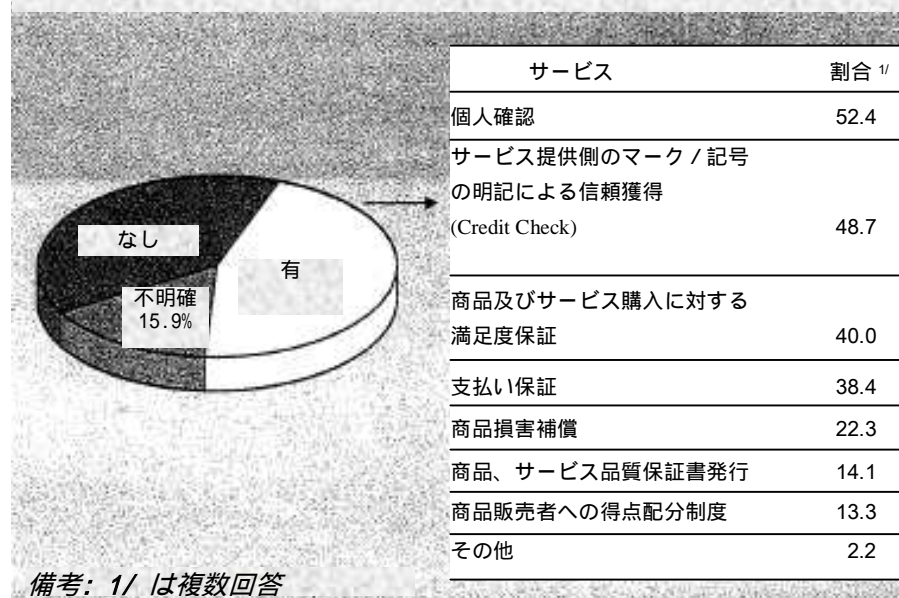 なし
有
不明確
15.9%
サービス 割合 1/
個人確認 52.4
サービス提供側のマーク / 記号
の明記による信頼獲得
(Credit Check) 48.7
商品及びサービス購入に対する
満足度保証 40.0
支払い保証 38.4
商品損害補償 22.3
商品、サービス品質保証書発行 14.1
商品販売者への得点配分制度 13.3
その他 2.2
備考: 1/ は複数回答